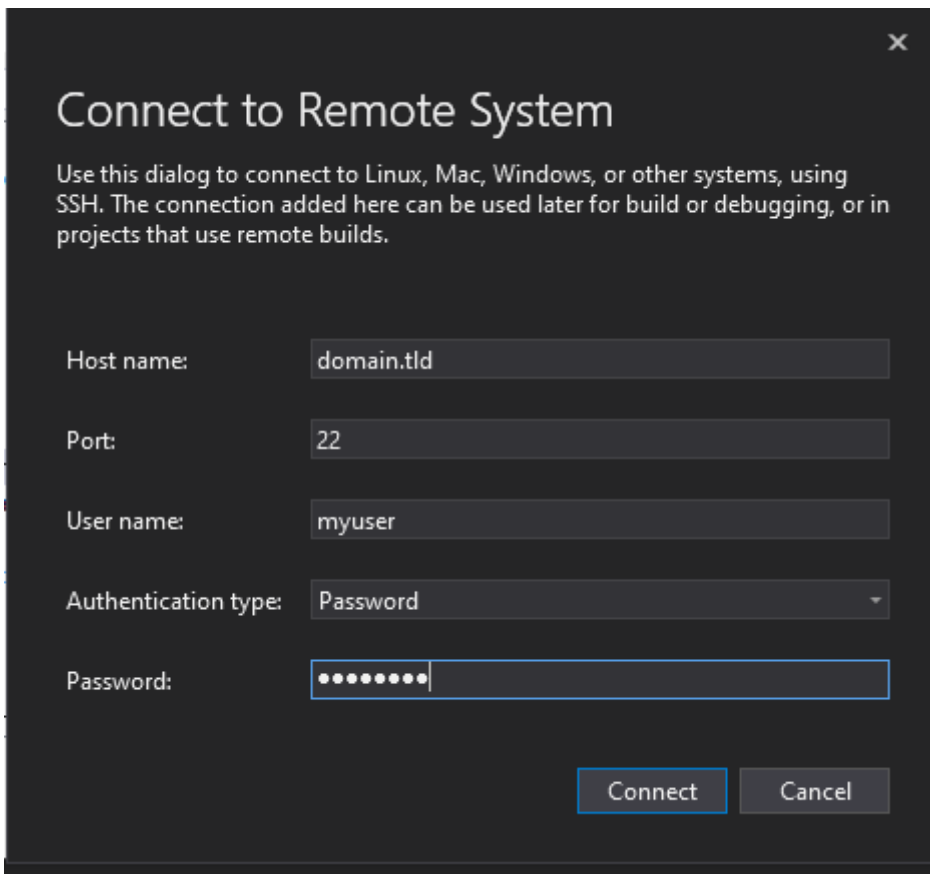 Connect to Remote System
Use this dialog to connect to Linux, Mac, Windows, or other systems, using
SSH. The connection added here can be used later for build or debugging, or in
projects that use remote builds.
Host name: domain.tld
Port: 22
User name: myuser
Authentication type: Password
Password: ••••••••
Connect Cancel